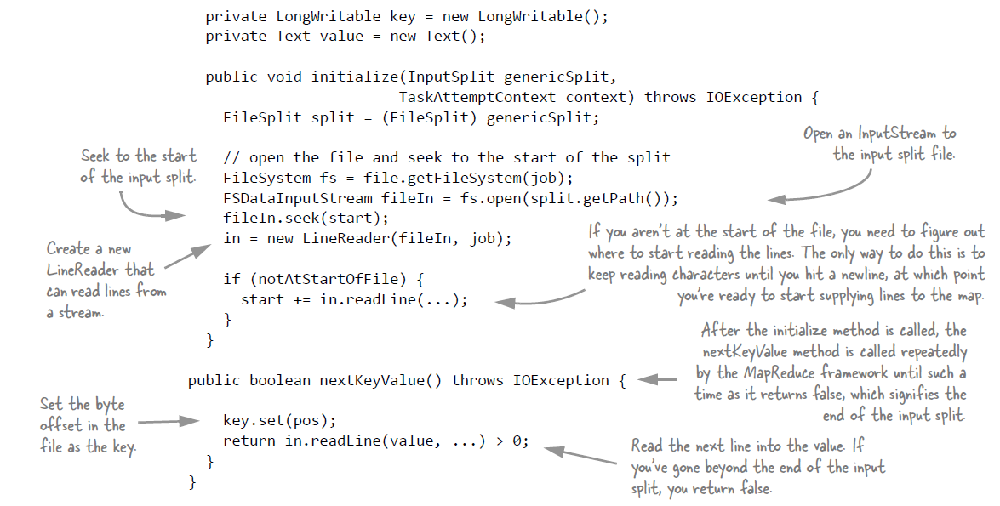 private LongWritable key = new LongWritable();
private Text value = new Text();
public void initialize(InputSplit genericSplit,
TaskAttemptContext context) throws IOException {
FileSplit split = (FileSplit) genericSplit;
Open an InputStream to
the input split file.
Seek to the start
of the input split.
// open the file and seek to the start of the split
FileSystem fs = file.getFileSystem(job);
FSDataInputStream fileIn = fs.open(split.getPath());
fileIn.seek(start);
in = new LineReader(fileIn, job);
Create a new
LineReader that
can read lines from
a stream.
If you aren't at the start of the file, you need to figure out
where to start reading the lines. The only way to do this is to
keep reading characters until you hit a newline, at which point
you're ready to start supplying lines to the map.
if (notAtStartOfFile) {
start += in.readLine(...);
}
}
After the initialize method is called, the
nextKeyValue method is called repeatedly
by the MapReduce framework until such a
time as it returns false, which signifies the
end of the input split.
public boolean nextKeyValue() throws IOException {
Set the byte
offset in the
file as the key.
key.set(pos);
return in.readLine(value, ...) > 0;
}
}
Read the next line into the value. If
you've gone beyond the end of the input
split, you return false.